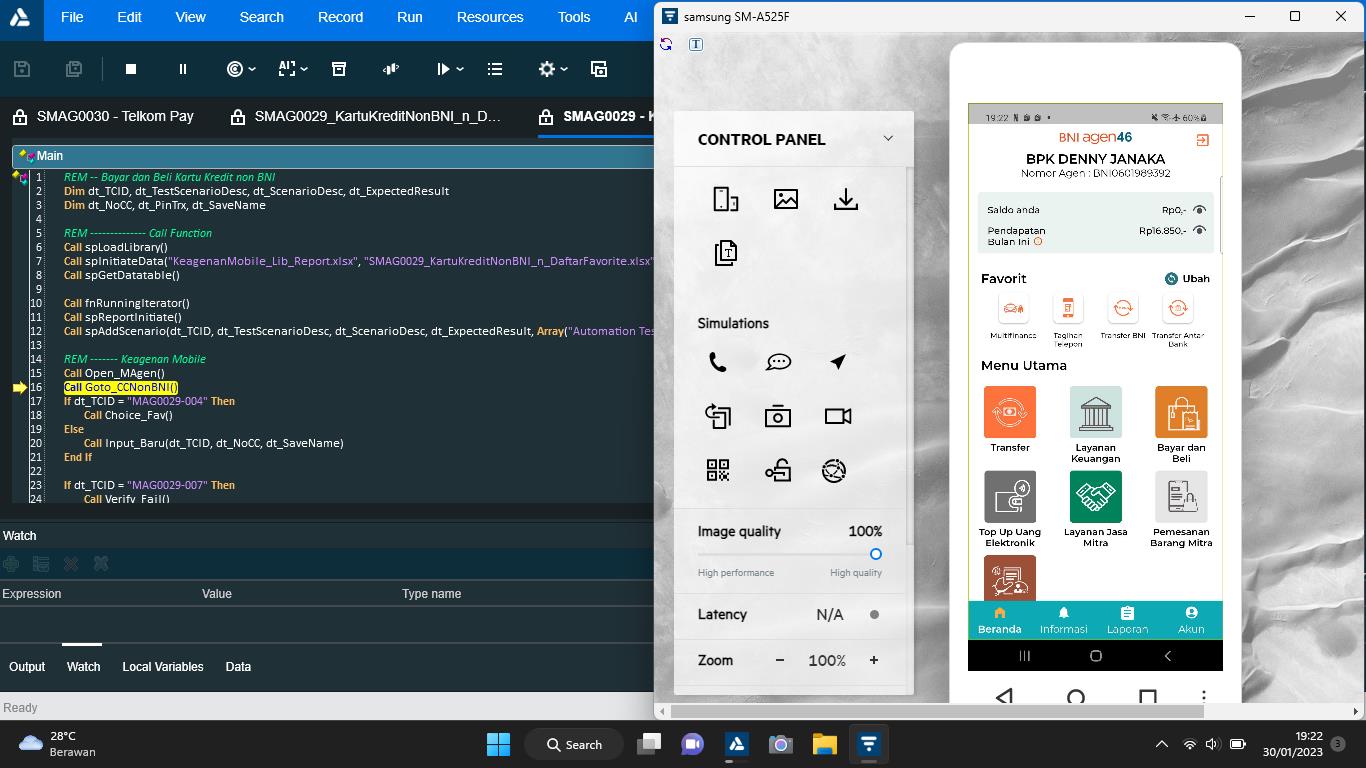 File Edit View Search Record Run Resources Tools AI
SMAG0030 - Telkom Pay SMAG0029_KartuKreditNonBNI_n_D... SMAG0029 - K
Main
1 REM -- Bayar dan Beli Kartu Kredit non BNI
2 Dim dt_TCID, dt_TestScenarioDesc, dt_ScenarioDesc, dt_ExpectedResult
3 Dim dt_NoCC, dt_PinTrx, dt_SaveName
4
5 REM -------------- Call Function
6 Call spLoadLibrary()
7 Call spInitiateData("KeagenanMobile_Lib_Report.xlsx", "SMAG0029_KartuKreditNonBNI_n_DaftarFavorite.xlsx"
8 Call spGetDatatable()
9
10 Call fnRunningIterator()
11 Call spReportInitiate()
12 Call spAddScenario(dt_TCID, dt_TestScenarioDesc, dt_ScenarioDesc, dt_ExpectedResult, Array("Automation Tes
13
14 REM ------- Keagenan Mobile
15 Call Open_MAgen()
16 Call Goto_CCNonBNI()
17 If dt_TCID = "MAG0029-004" Then
18 Call Choice_Fav()
19 Else
20 Call Input_Baru(dt_TCID, dt_NoCC, dt_SaveName)
21 End If
22
23 If dt_TCID = "MAG0029-007" Then
24 Call Verify_Fail()
Watch
Expression Value Type name
Output Watch Local Variables Data
Ready
samsung SM-A525F
T
CONTROL PANEL
Simulations
Image quality 100%
High performance High quality
Latency N/A
Zoom - 100% +
19:22 60%
BNI agen46
BPK DENNY JANAKA
Nomor Agen : BNI0601989392
Saldo anda Rp0,-
Pendapatan
Bulan Ini Rp16.850,-
Favorit Ubah
Multifinance Tagihan
Telepon Transfer BNI Transfer Antar
Bank
Menu Utama
Transfer Layanan
Keuangan Bayar dan
Beli
Top Up Uang
Elektronik Layanan Jasa
Mitra Pemesanan
Barang Mitra
Beranda Informasi Laporan Akun
28°C
Berawan
Search
19:22
30/01/2023
3